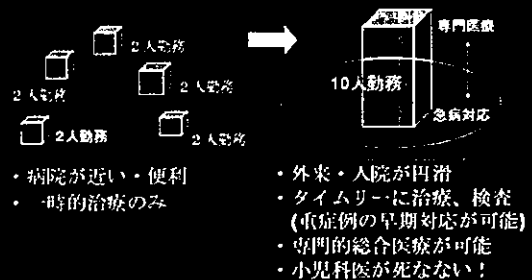 2人勤務
2人勤務
2人勤務
2人勤務
2人勤務
・病院が近い・便利
・一時的治療のみ
10人勤務
専門医療
急病対応
・外来・入院が円滑
・タイムリーに治療、検査
(重症例の早期対応が可能)
・専門的総合医療が可能
・小児科医が死なない!